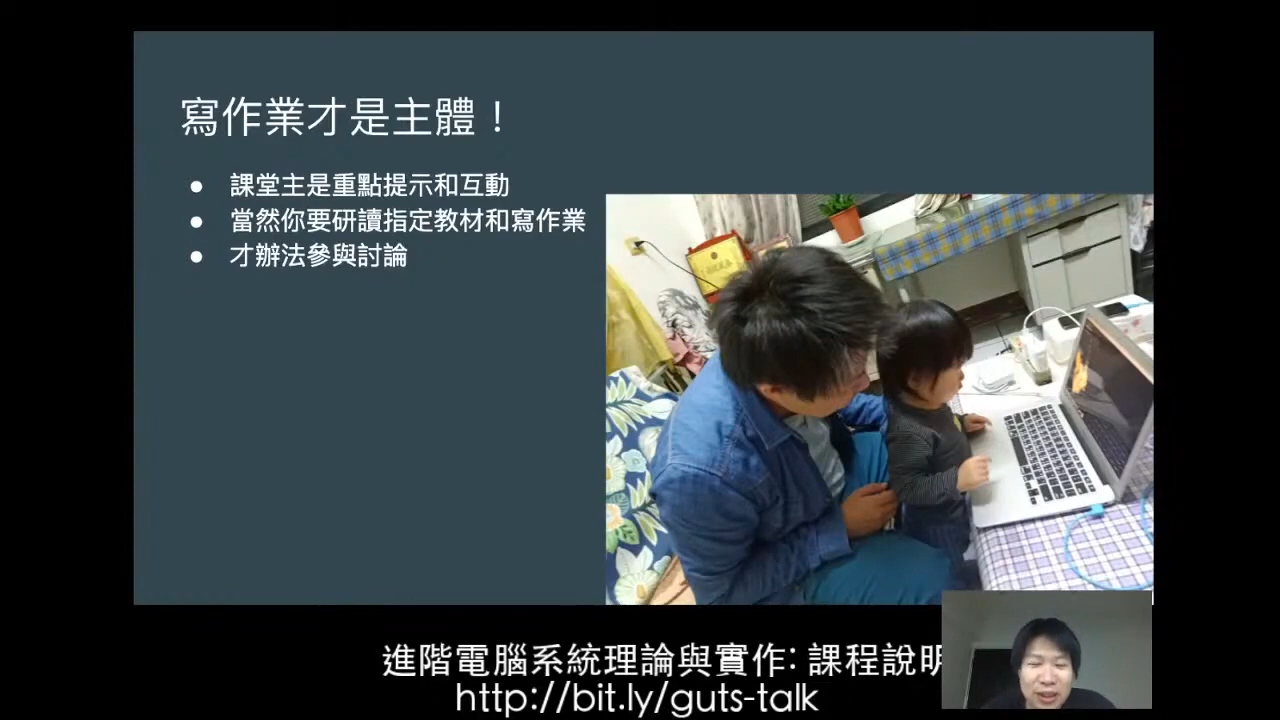 寫作業才是主體！
● 課堂主是重點提示和互動
● 當然你要研讀指定教材和寫作業
● 才辦法參與討論
進階電腦系統理論與實作: 課程說明
http://bit.ly/guts-talk